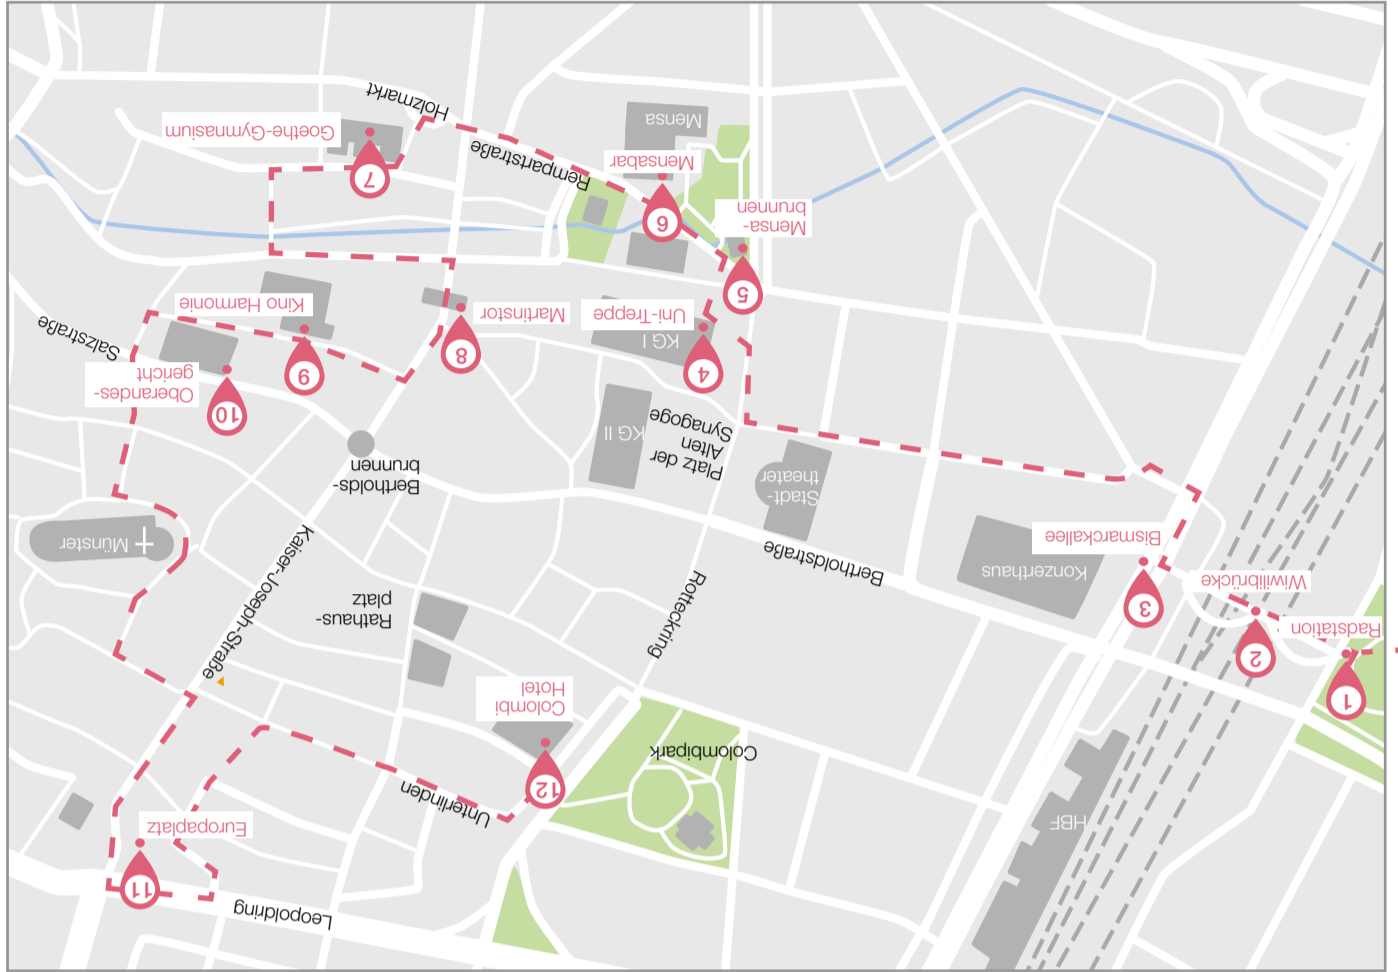 Leopoldring
11
Europaplatz
HBF
Unterlinden
12
Colombipark
Colombi
Hotel
1
Radstation
2
Wiwilibrücke
Rotteckring
Rathaus-
platz
Kaiser-Joseph-Straße
3
Konzerthaus
Bismarckallee
Bertholdstraße
Münster
Stadt-
theater
Platz der
Alten
Synagoge
KG II
Bertholds-
brunnen
10
Oberandes-
gericht
4
9
8
KG I
Uni-Treppe
Martinstor
Kino Harmonie
Salzstraße
5
Mensa-
brunnen
6
Mensabar
7
Rempartstraße
Goethe-Gymnasium
Mensa
Holzmarkt